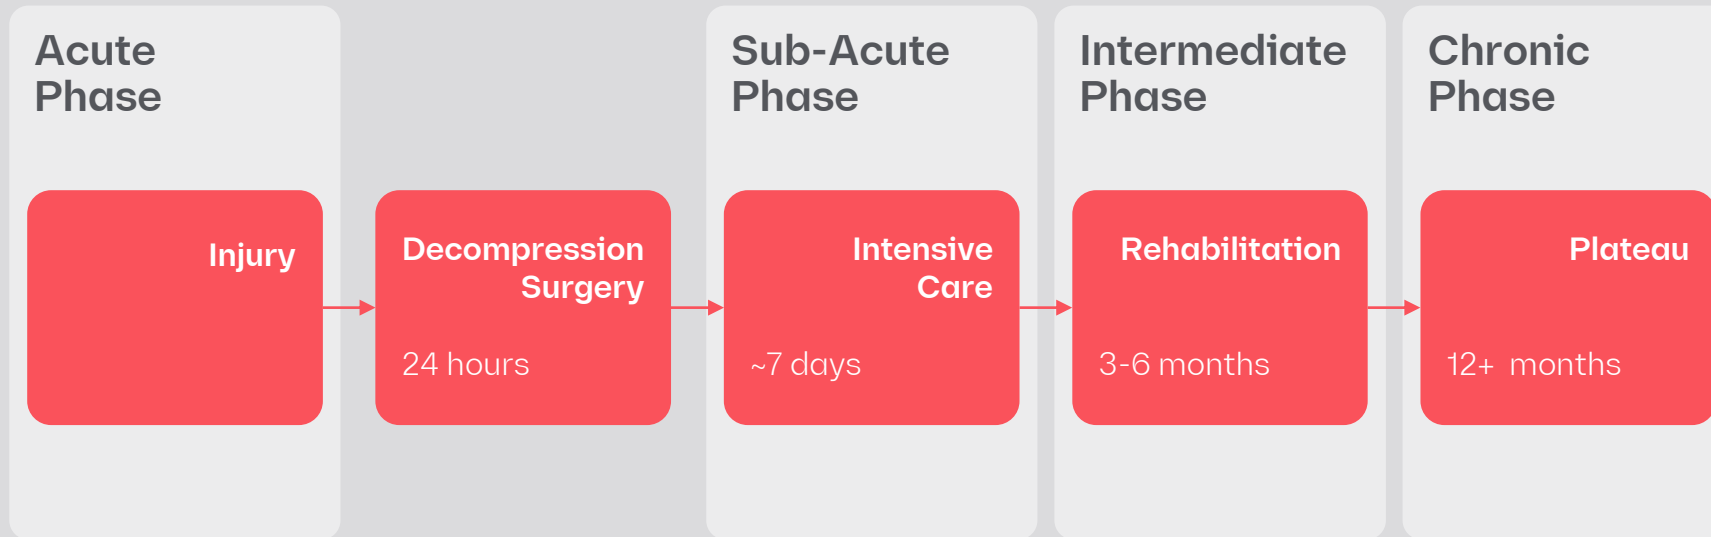 Acute
Phase
Sub-Acute
Phase
Intermediate
Phase
Chronic
Phase
Injury
Decompression
Surgery
24 hours
Intensive
Care
~7 days
Rehabilitation
3-6 months
Plateau
12+ months